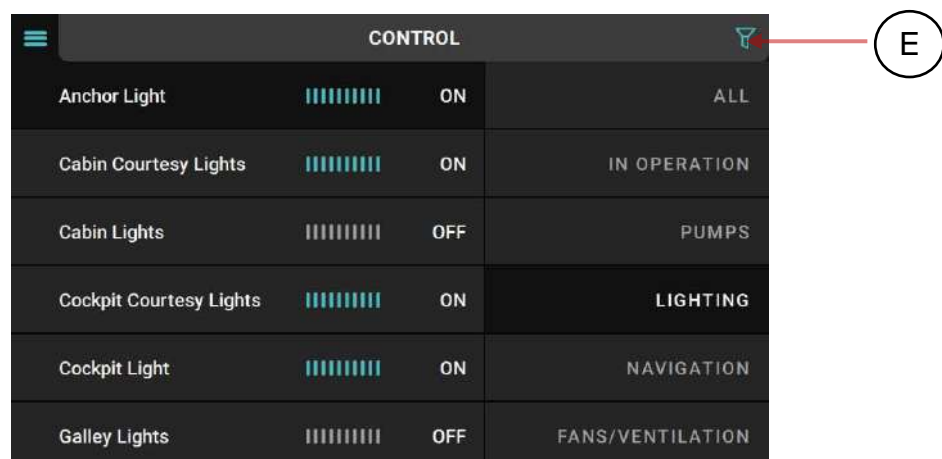 CONTROL
E
Anchor Light ON ALL
Cabin Courtesy Lights ON IN OPERATION
Cabin Lights OFF PUMPS
Cockpit Courtesy Lights ON LIGHTING
Cockpit Light ON NAVIGATION
Galley Lights OFF FANS/VENTILATION